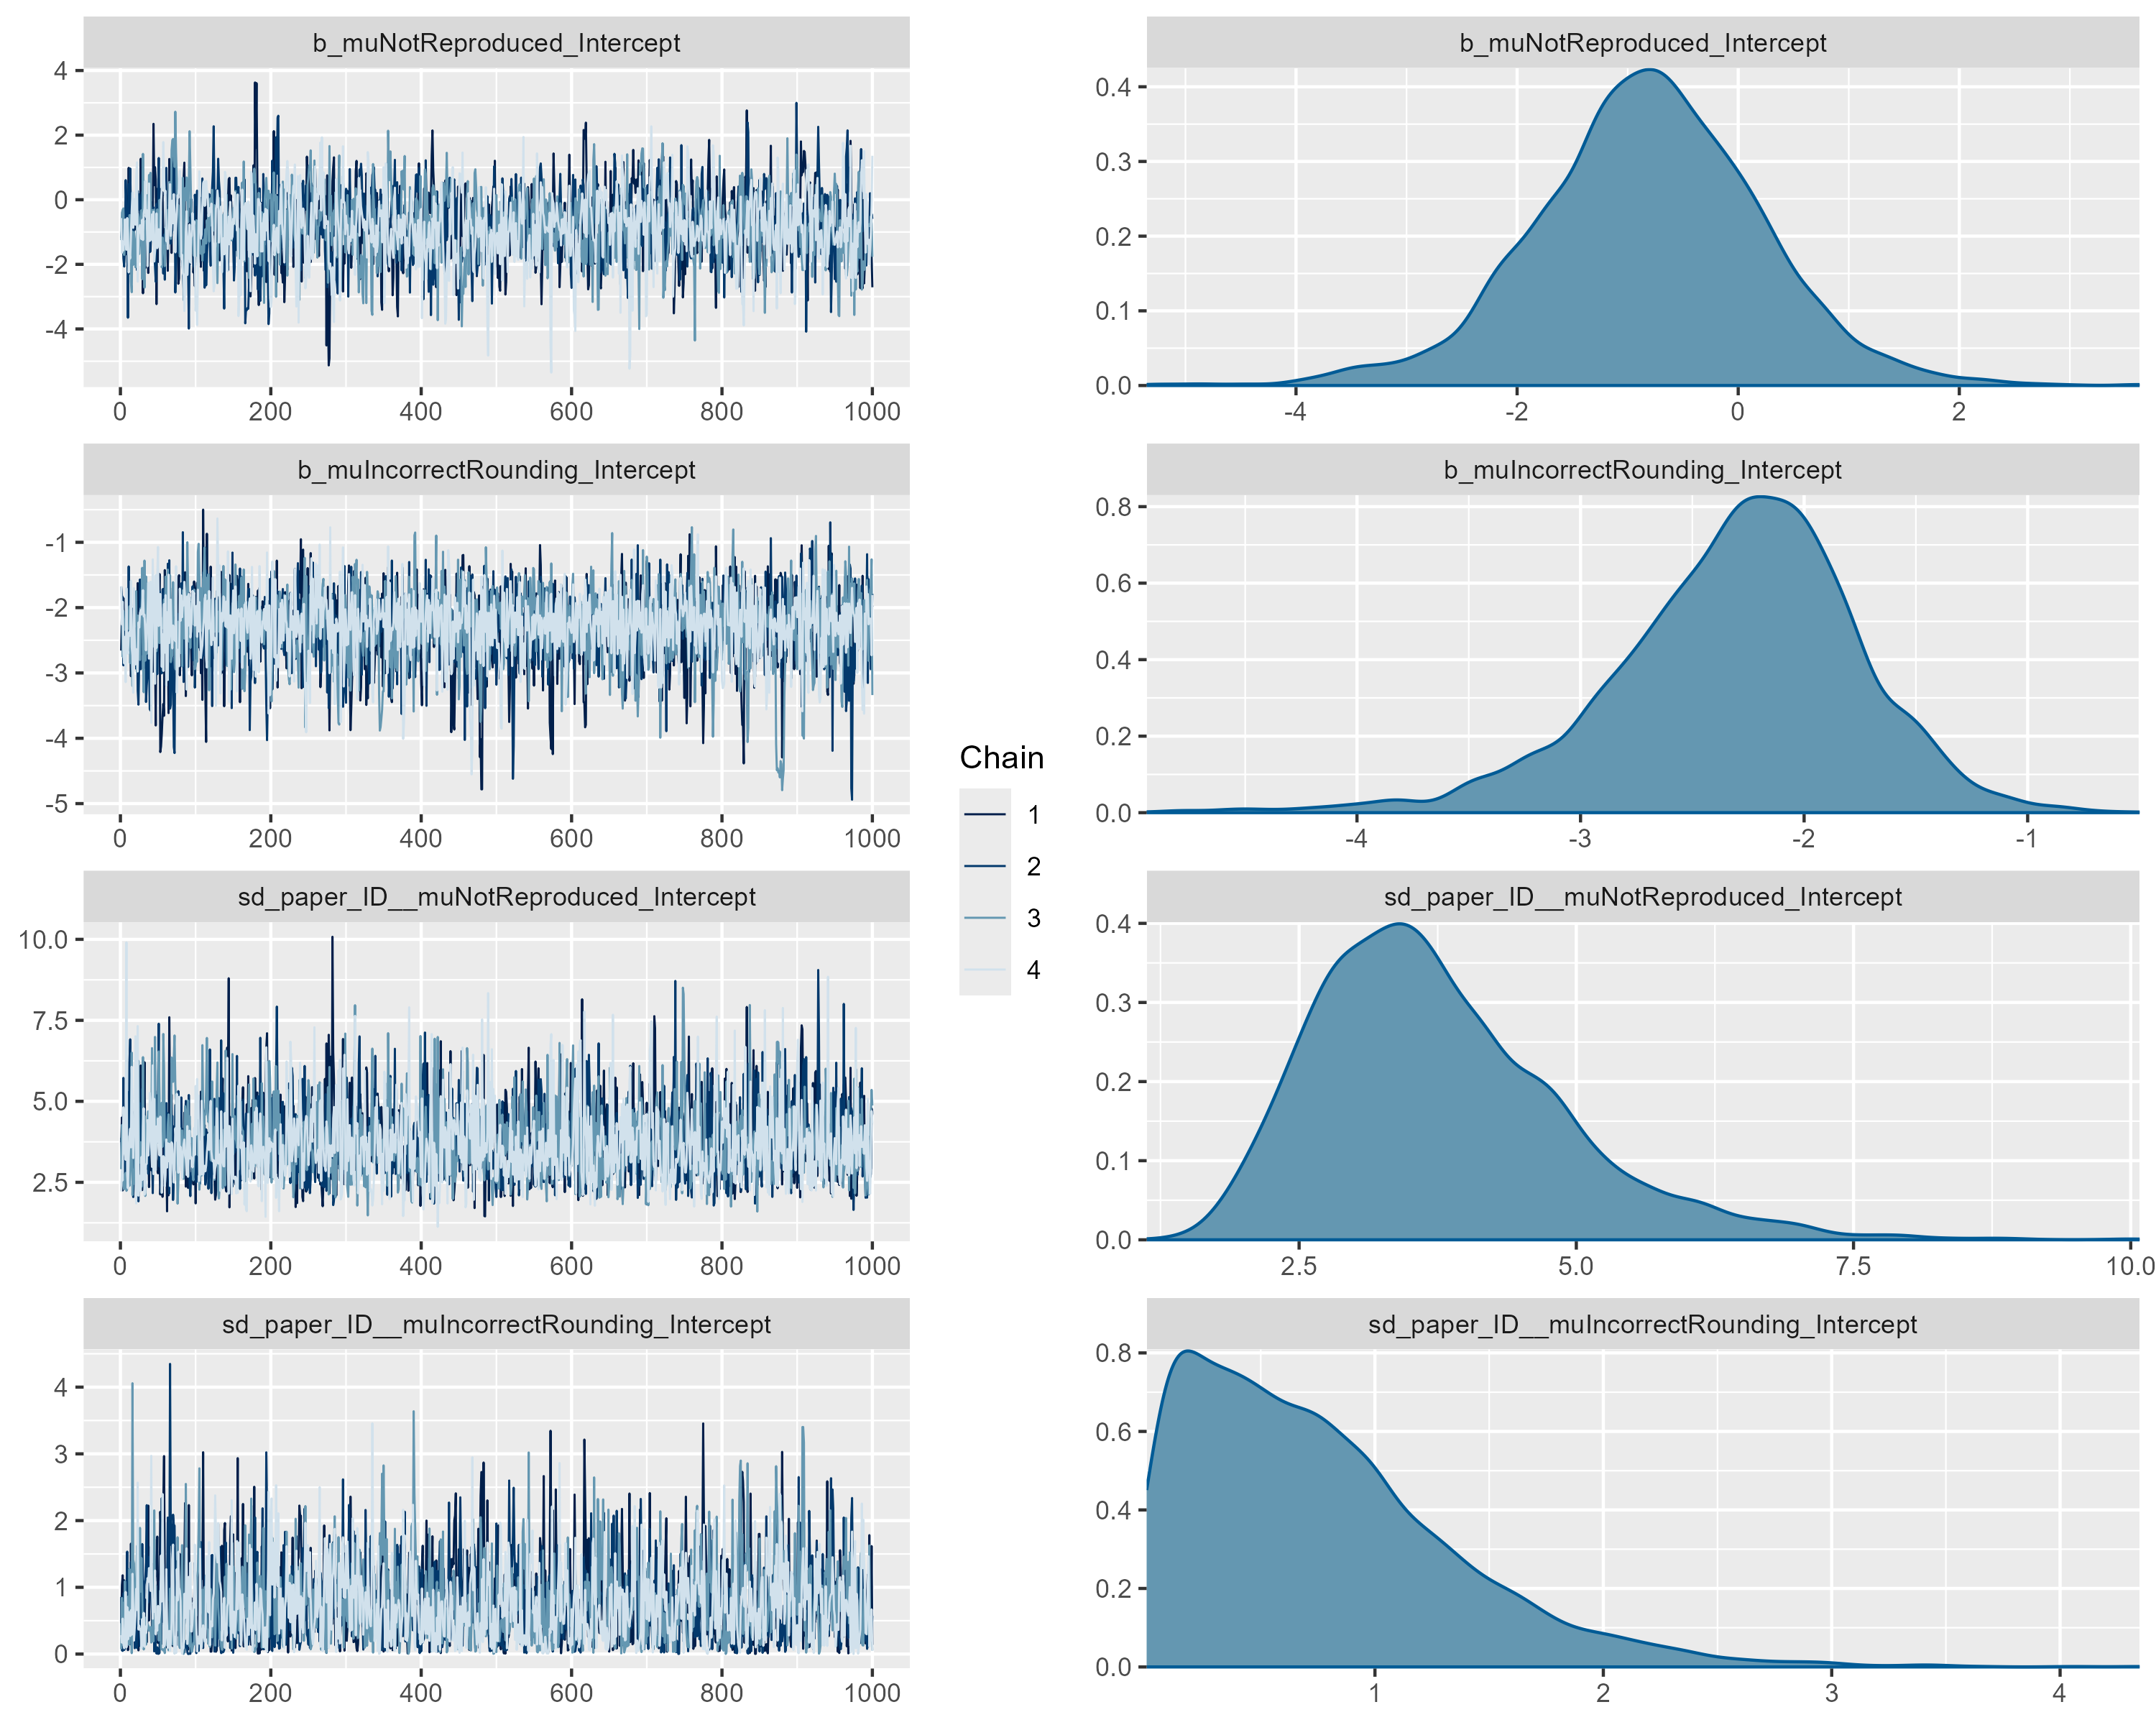 b_muNotReproduced_Intercept
4
2
0
-2
-4
0 200 400 600 800 1000
b_muNotReproduced_Intercept
0.4
0.3
0.2
0.1
0.0
-4 -2 0 2
b_muIncorrectRounding_Intercept
-1
-2
-3
-4
-5
0 200 400 600 800 1000
b_muIncorrectRounding_Intercept
0.8
0.6
0.4
0.2
0.0
-4 -3 -2 -1
Chain
1
2
3
4
sd_paper_ID__muNotReproduced_Intercept
10.0
7.5
5.0
2.5
0 200 400 600 800 1000
sd_paper_ID__muNotReproduced_Intercept
0.4
0.3
0.2
0.1
0.0
2.5 5.0 7.5 10.0
sd_paper_ID__muIncorrectRounding_Intercept
4
3
2
1
0
0 200 400 600 800 1000
sd_paper_ID__muIncorrectRounding_Intercept
0.8
0.6
0.4
0.2
0.0
1 2 3 4